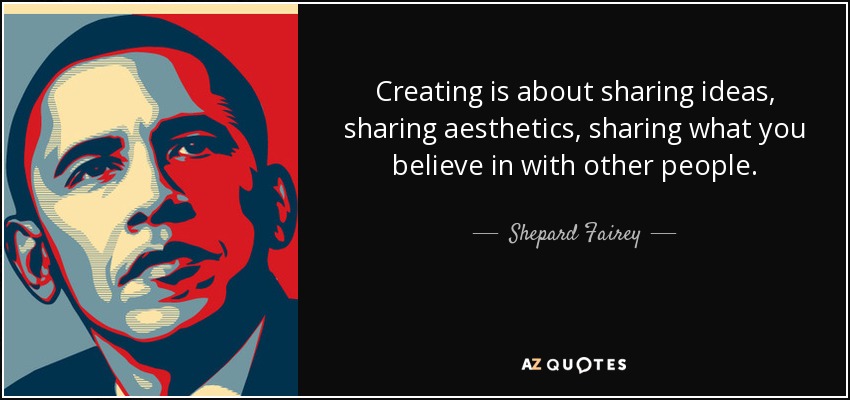 Creating is about sharing ideas,
sharing aesthetics, sharing what you
believe in with other people.
Shepard Fairey
AZ QUOTES